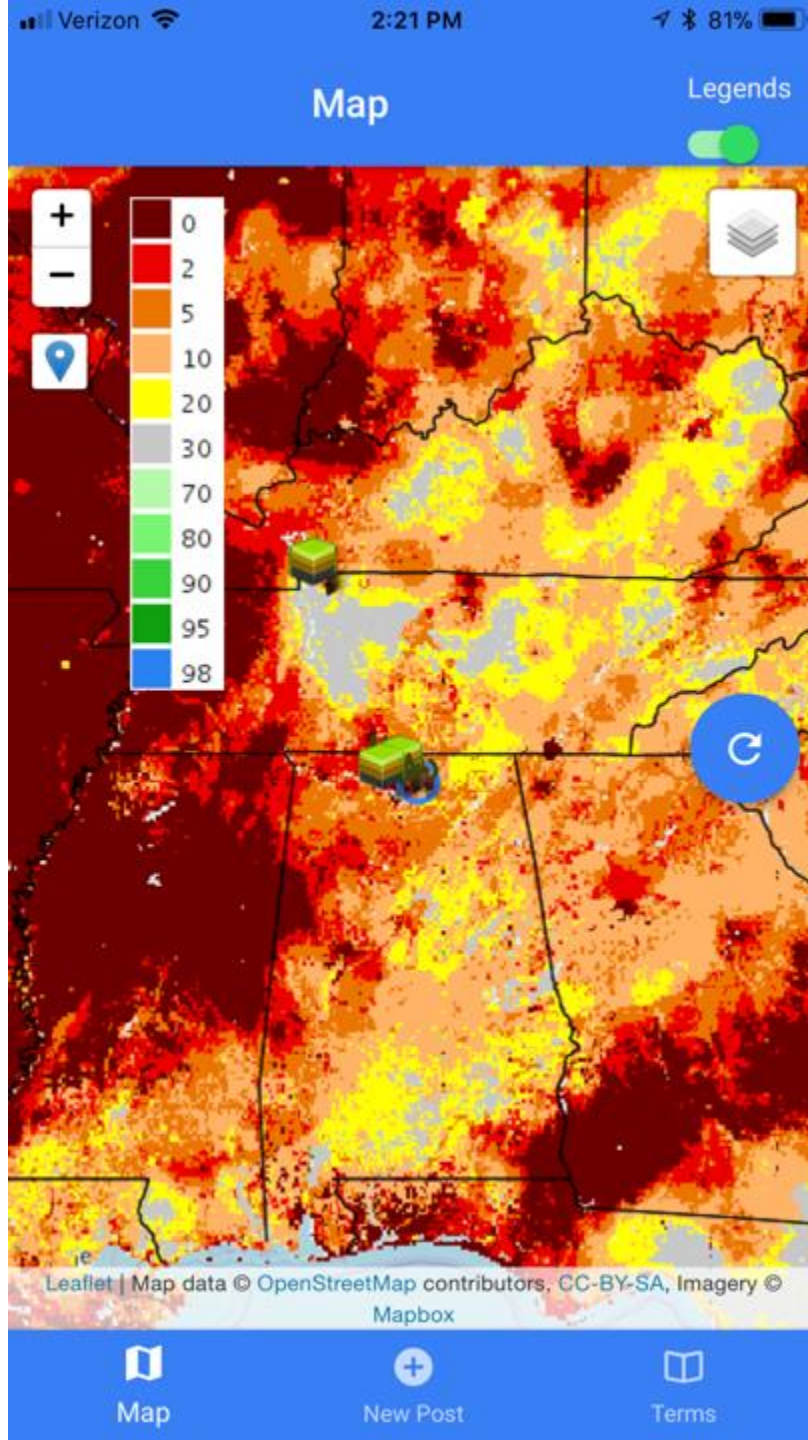 Verizon 2:21 PM 81%
Map
Legends
0
2
5
10
20
30
70
80
90
95
98
+
−
Leaflet | Map data © OpenStreetMap contributors, CC-BY-SA, Imagery ©
Mapbox
Map New Post Terms